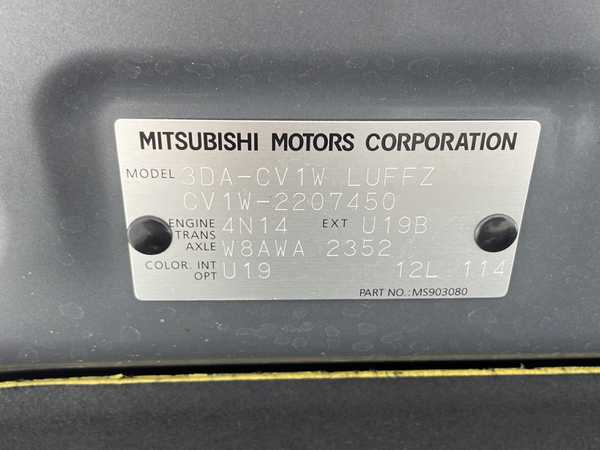 MITSUBISHI MOTORS CORPORATION
MODEL 3DA-CV1W LUFFZ
CV1W-2207450
ENGINE 4N14 EXT U19B
TRANS
AXLE W8AWA 2352
COLOR. INT
OPT U19 12L 114
PART NO.: MS903080